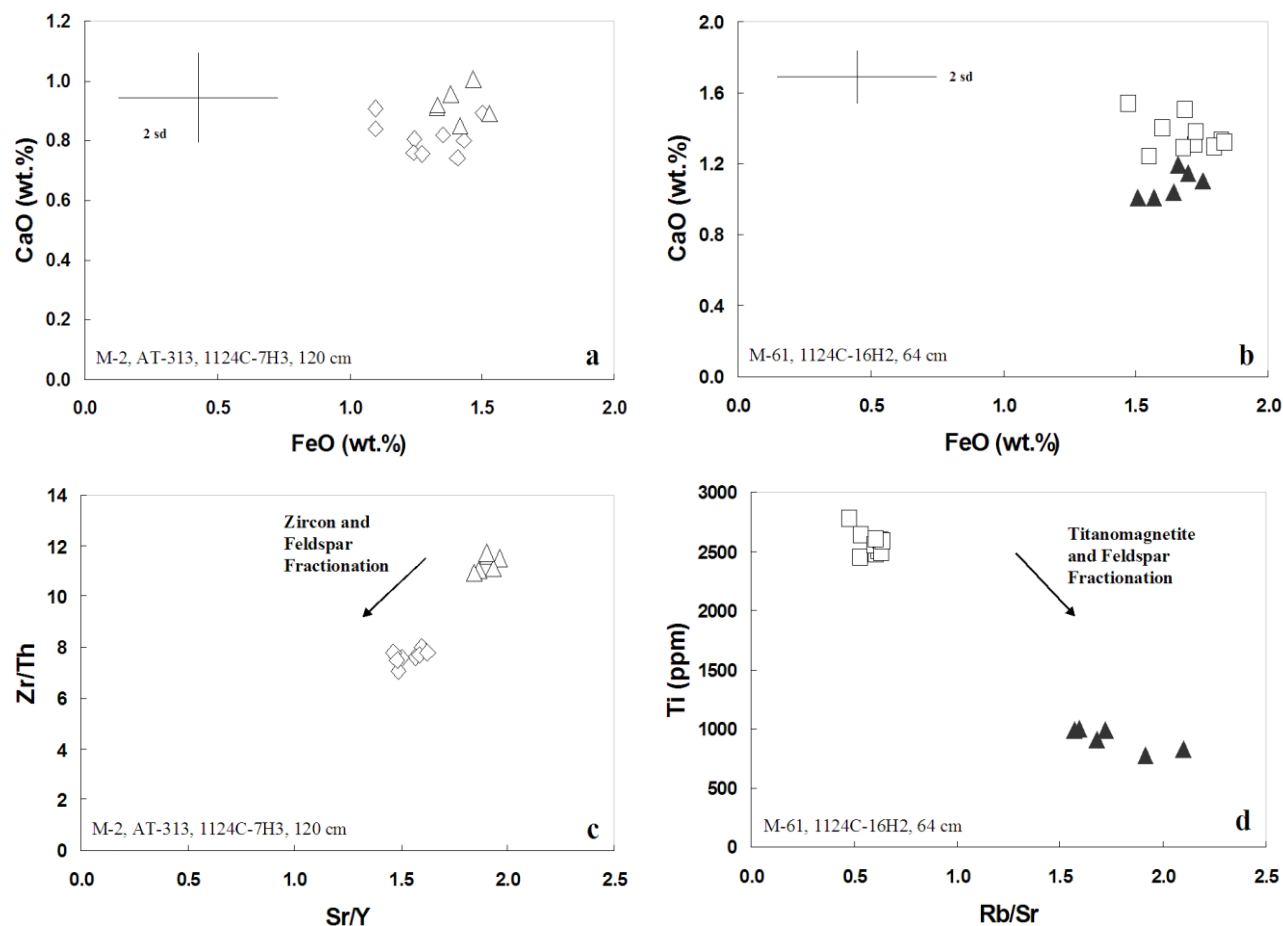 1.2
1.0
0.8
0.6
0.4
0.2
0.0
CaO (wt.%)
2 sd
M-2, AT-313, 1124C-7H3, 120 cm
a
0.0 0.5 1.0 1.5 2.0
FeO (wt.%)
2.0
1.6
1.2
0.8
0.4
0.0
CaO (wt.%)
2 sd
M-61, 1124C-16H2, 64 cm
b
0.0 0.5 1.0 1.5 2.0
FeO (wt.%)
14
12
10
8
6
4
2
0
Zr/Th
Zircon and
Feldspar
Fractionation
M-2, AT-313, 1124C-7H3, 120 cm
c
0.0 0.5 1.0 1.5 2.0 2.5
Sr/Y
3000
2500
2000
1500
1000
500
0
Ti (ppm)
Titanomagnetite
and Feldspar
Fractionation
M-61, 1124C-16H2, 64 cm
d
0.0 0.5 1.0 1.5 2.0 2.5
Rb/Sr